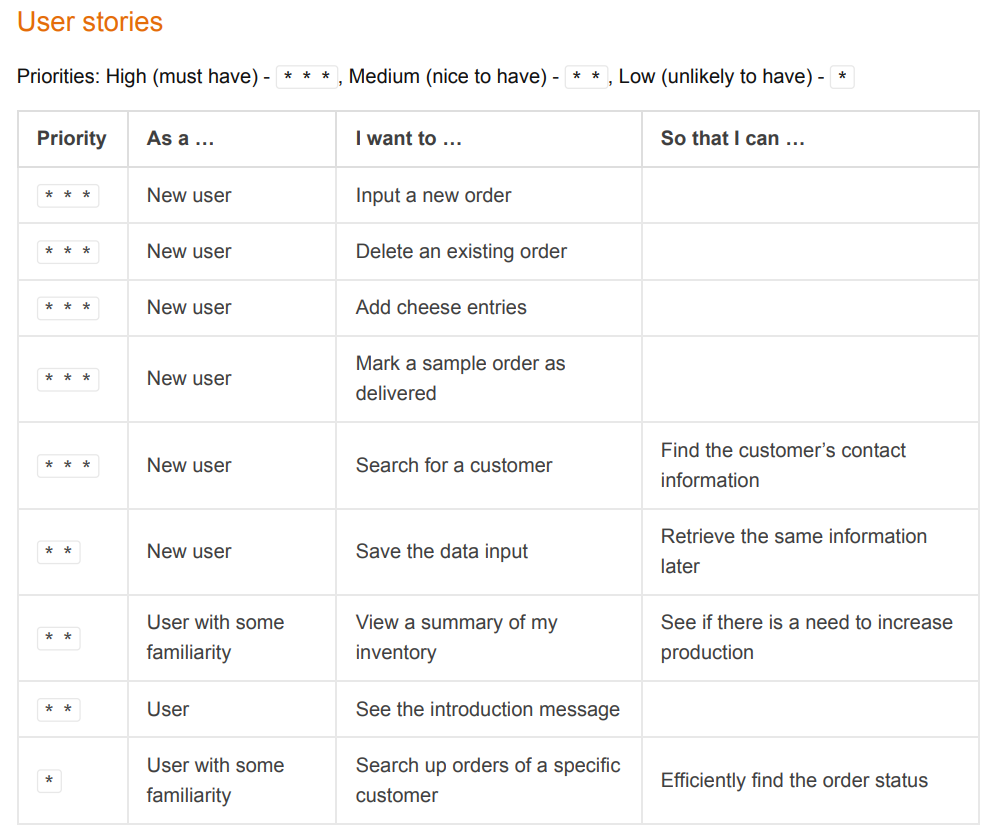 User stories
Priorities: High (must have) - * * *, Medium (nice to have) - * *, Low (unlikely to have) - *
Priority As a … I want to … So that I can …
* * * New user Input a new order
* * * New user Delete an existing order
* * * New user Add cheese entries
* * * New user Mark a sample order as
delivered
* * * New user Search for a customer Find the customer’s contact
information
* * New user Save the data input Retrieve the same information
later
* * User with some
familiarity View a summary of my
inventory See if there is a need to increase
production
* * User See the introduction message
* User with some
familiarity Search up orders of a specific
customer Efficiently find the order status